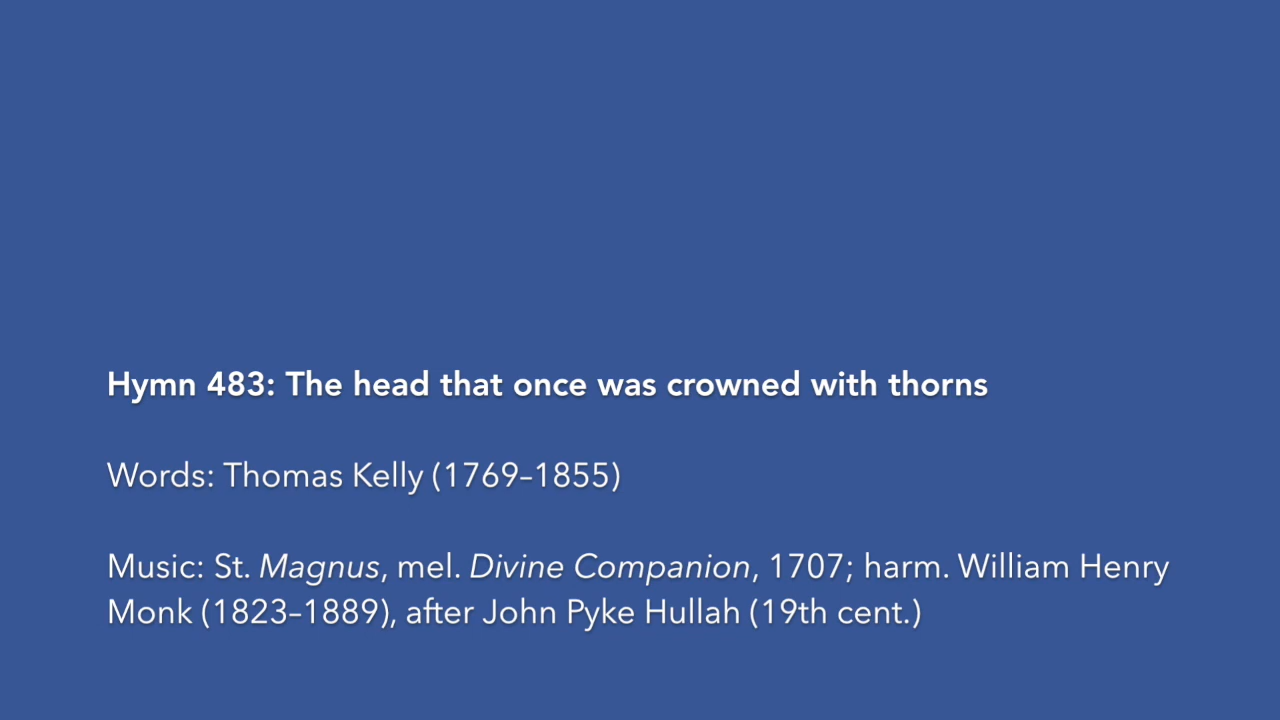 Hymn 483: The head that once was crowned with thorns
Words: Thomas Kelly (1769–1855)
Music: St. Magnus, mel. Divine Companion, 1707; harm. William Henry
Monk (1823–1889), after John Pyke Hullah (19th cent.)